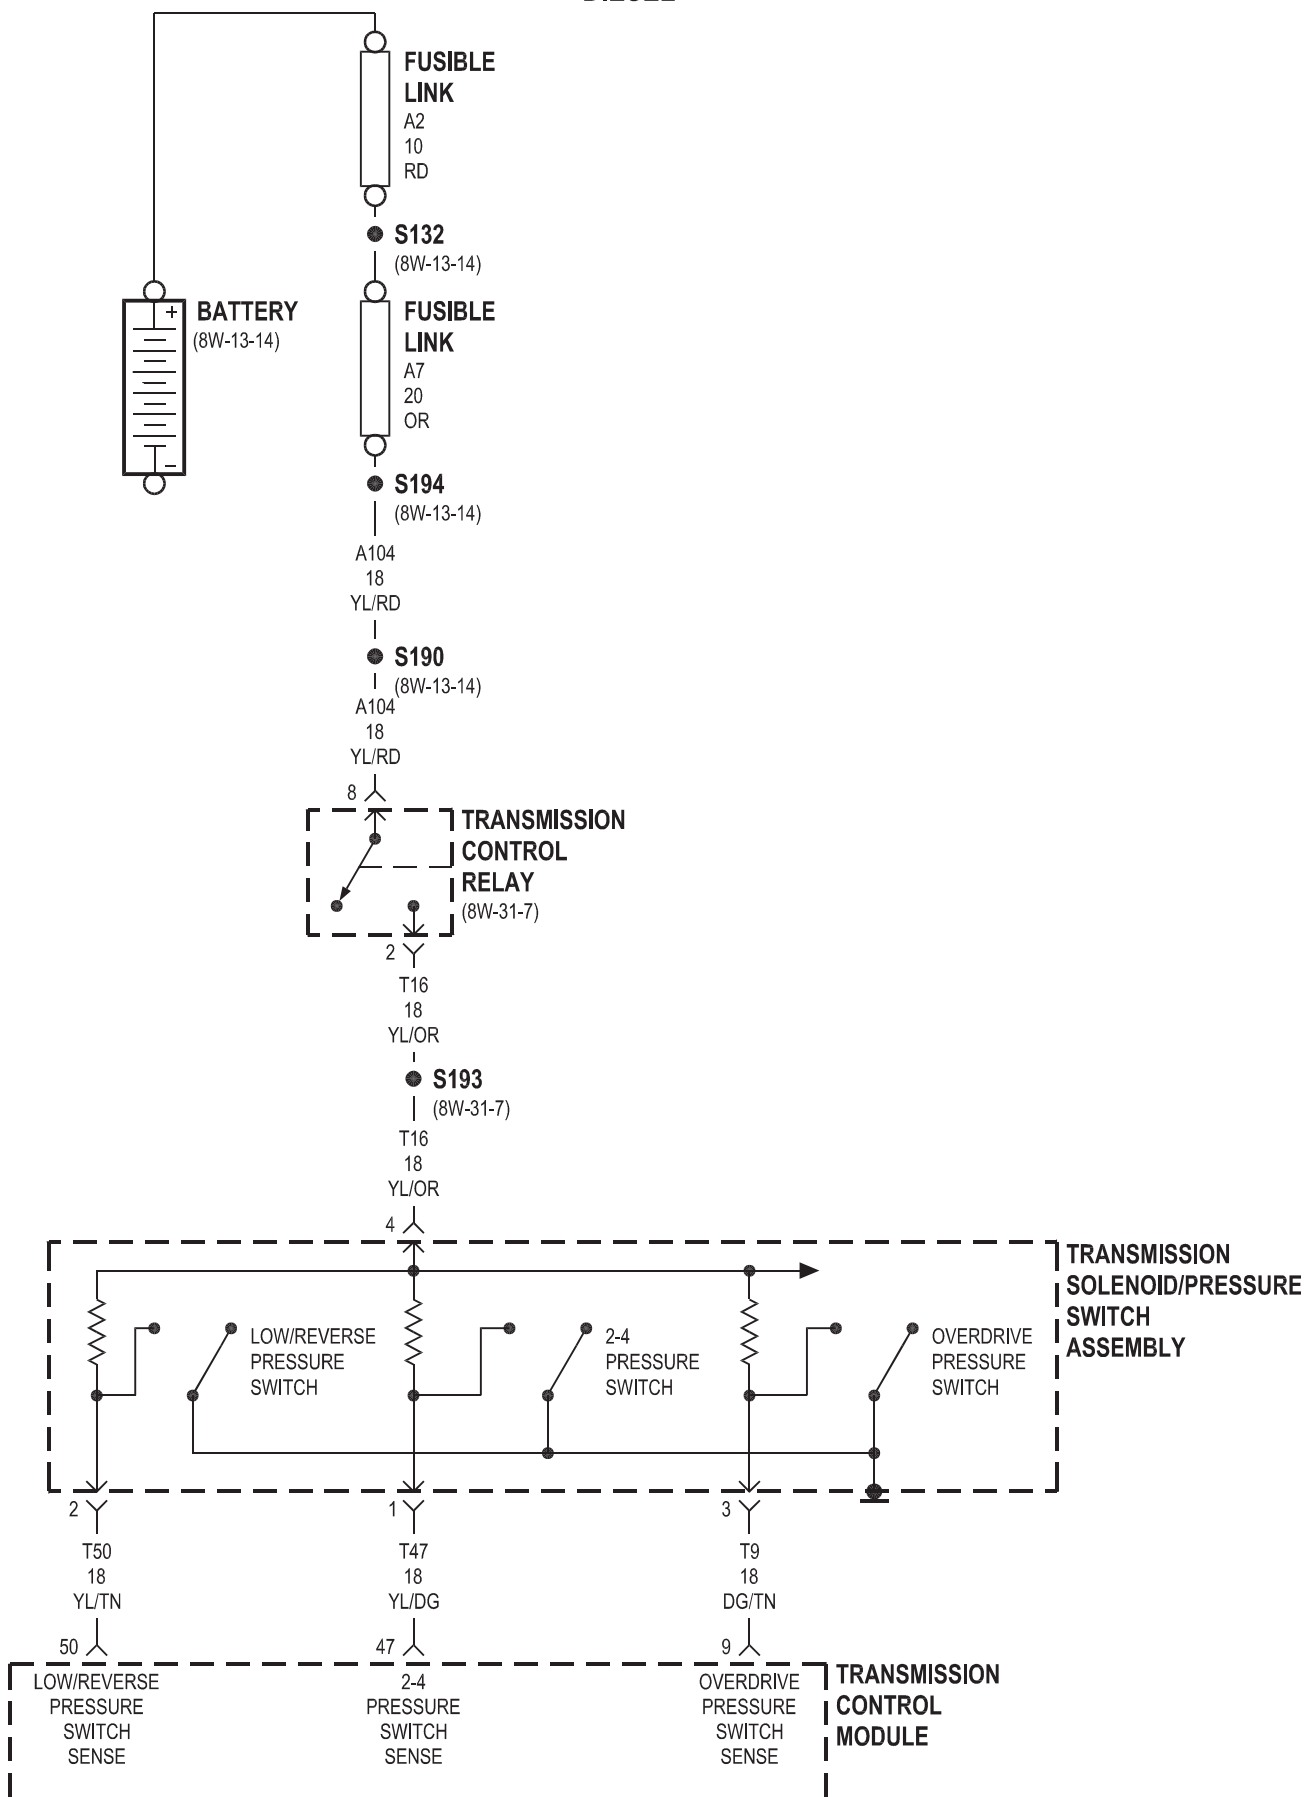 DIESEL
FUSIBLE
LINK
A2
10
RD
S132
(8W-13-14)
+
BATTERY
(8W-13-14)
–
FUSIBLE
LINK
A7
20
OR
S194
(8W-13-14)
A104
18
YL/RD
S190
(8W-13-14)
A104
18
YL/RD
8
TRANSMISSION
CONTROL
RELAY
(8W-31-7)
2
T16
18
YL/OR
S193
(8W-31-7)
T16
18
YL/OR
4
TRANSMISSION
SOLENOID/PRESSURE
SWITCH
ASSEMBLY
LOW/REVERSE
PRESSURE
SWITCH
2-4
PRESSURE
SWITCH
OVERDRIVE
PRESSURE
SWITCH
2
1
3
T50
18
YL/TN
T47
18
YL/DG
T9
18
DG/TN
50
47
9
LOW/REVERSE
PRESSURE
SWITCH
SENSE
2-4
PRESSURE
SWITCH
SENSE
OVERDRIVE
PRESSURE
SWITCH
SENSE
TRANSMISSION
CONTROL
MODULE